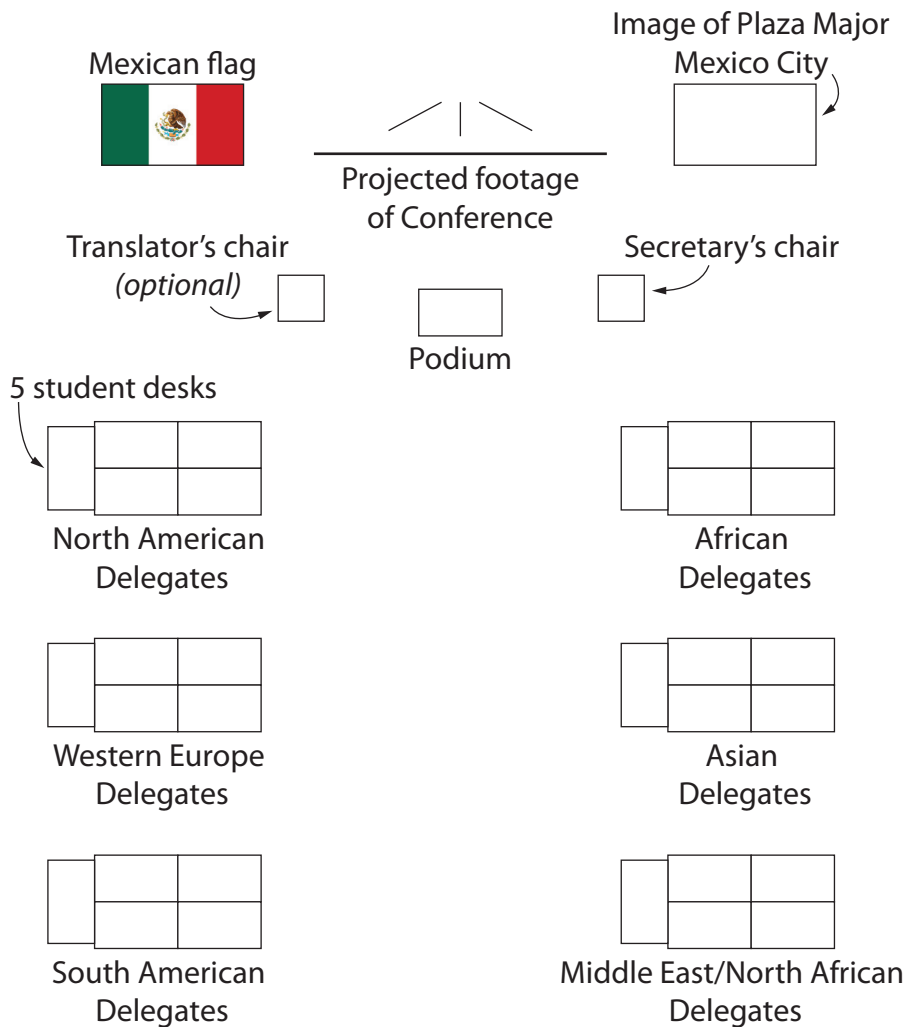 Image of Plaza Major
Mexico City
Mexican flag
Projected footage
of Conference
Translator’s chair
(optional)
Secretary’s chair
Podium
5 student desks
North American
Delegates
African
Delegates
Western Europe
Delegates
Asian
Delegates
South American
Delegates
Middle East/North African
Delegates